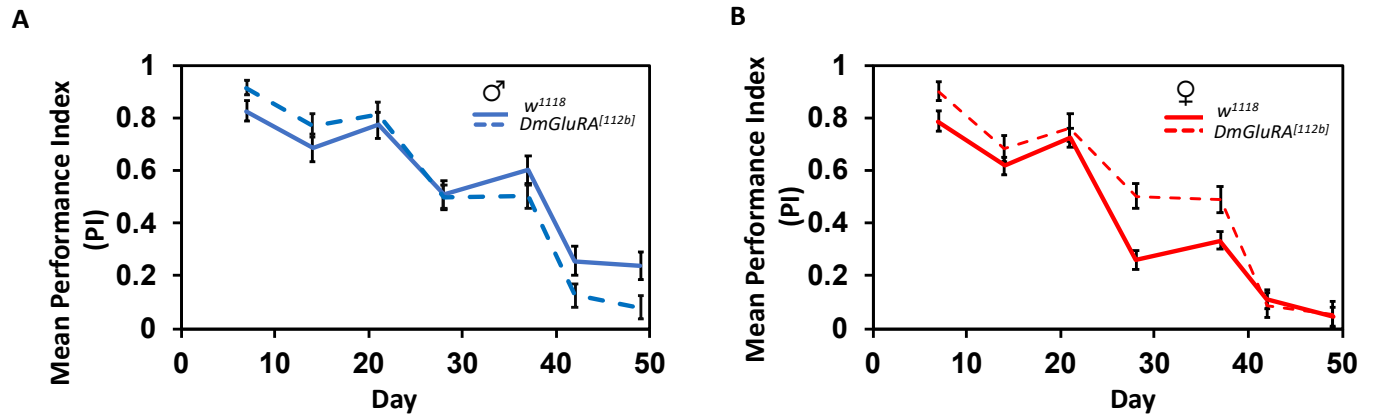 A
Mean Performance Index
(PI)
1
0.8
0.6
0.4
0.2
0
♂
w1118
DmGluRA[112b]
0 10 20 30 40 50
Day
B
Mean Performance Index
(PI)
1
0.8
0.6
0.4
0.2
0
♀
w1118
DmGluRA[112b]
0 10 20 30 40 50
Day